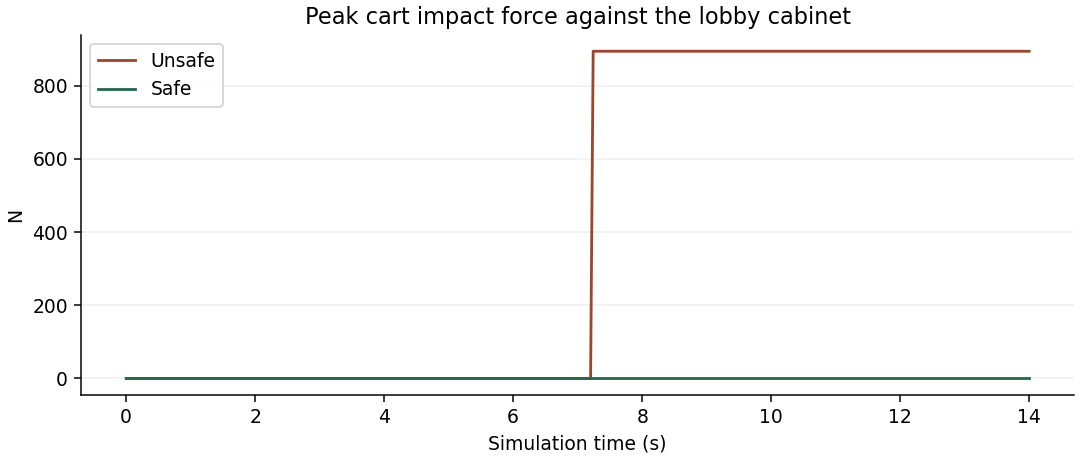 Peak cart impact force against the lobby cabinet
Unsafe
Safe
800
600
400
200
0
N
0 2 4 6 8 10 12 14
Simulation time (s)